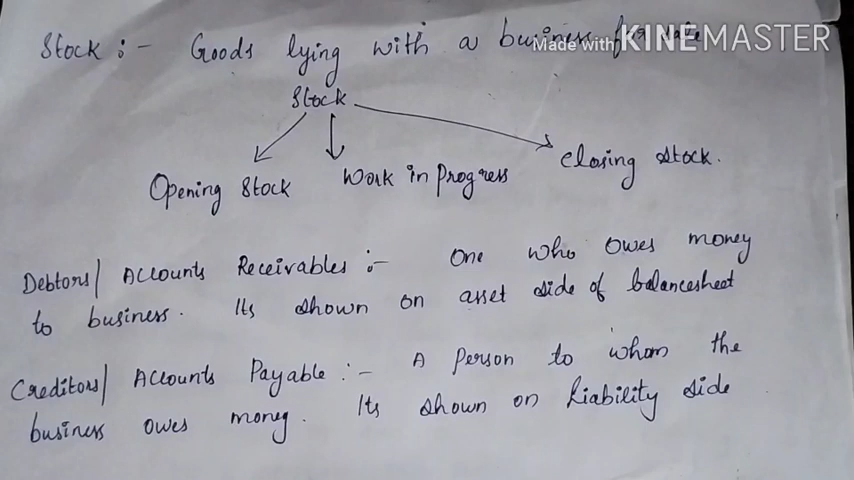 Stock :- Goods lying with a business for sale
Made with KINEMASTER
Stock
Opening Stock Work in Progress Closing Stock.
Debtors/ Accounts Receivables :- One who owes money
to business. Its shown on asset side of balancesheet
Creditors/ Accounts Payable :- A Person to whom the
business owes money. Its shown on Liability side